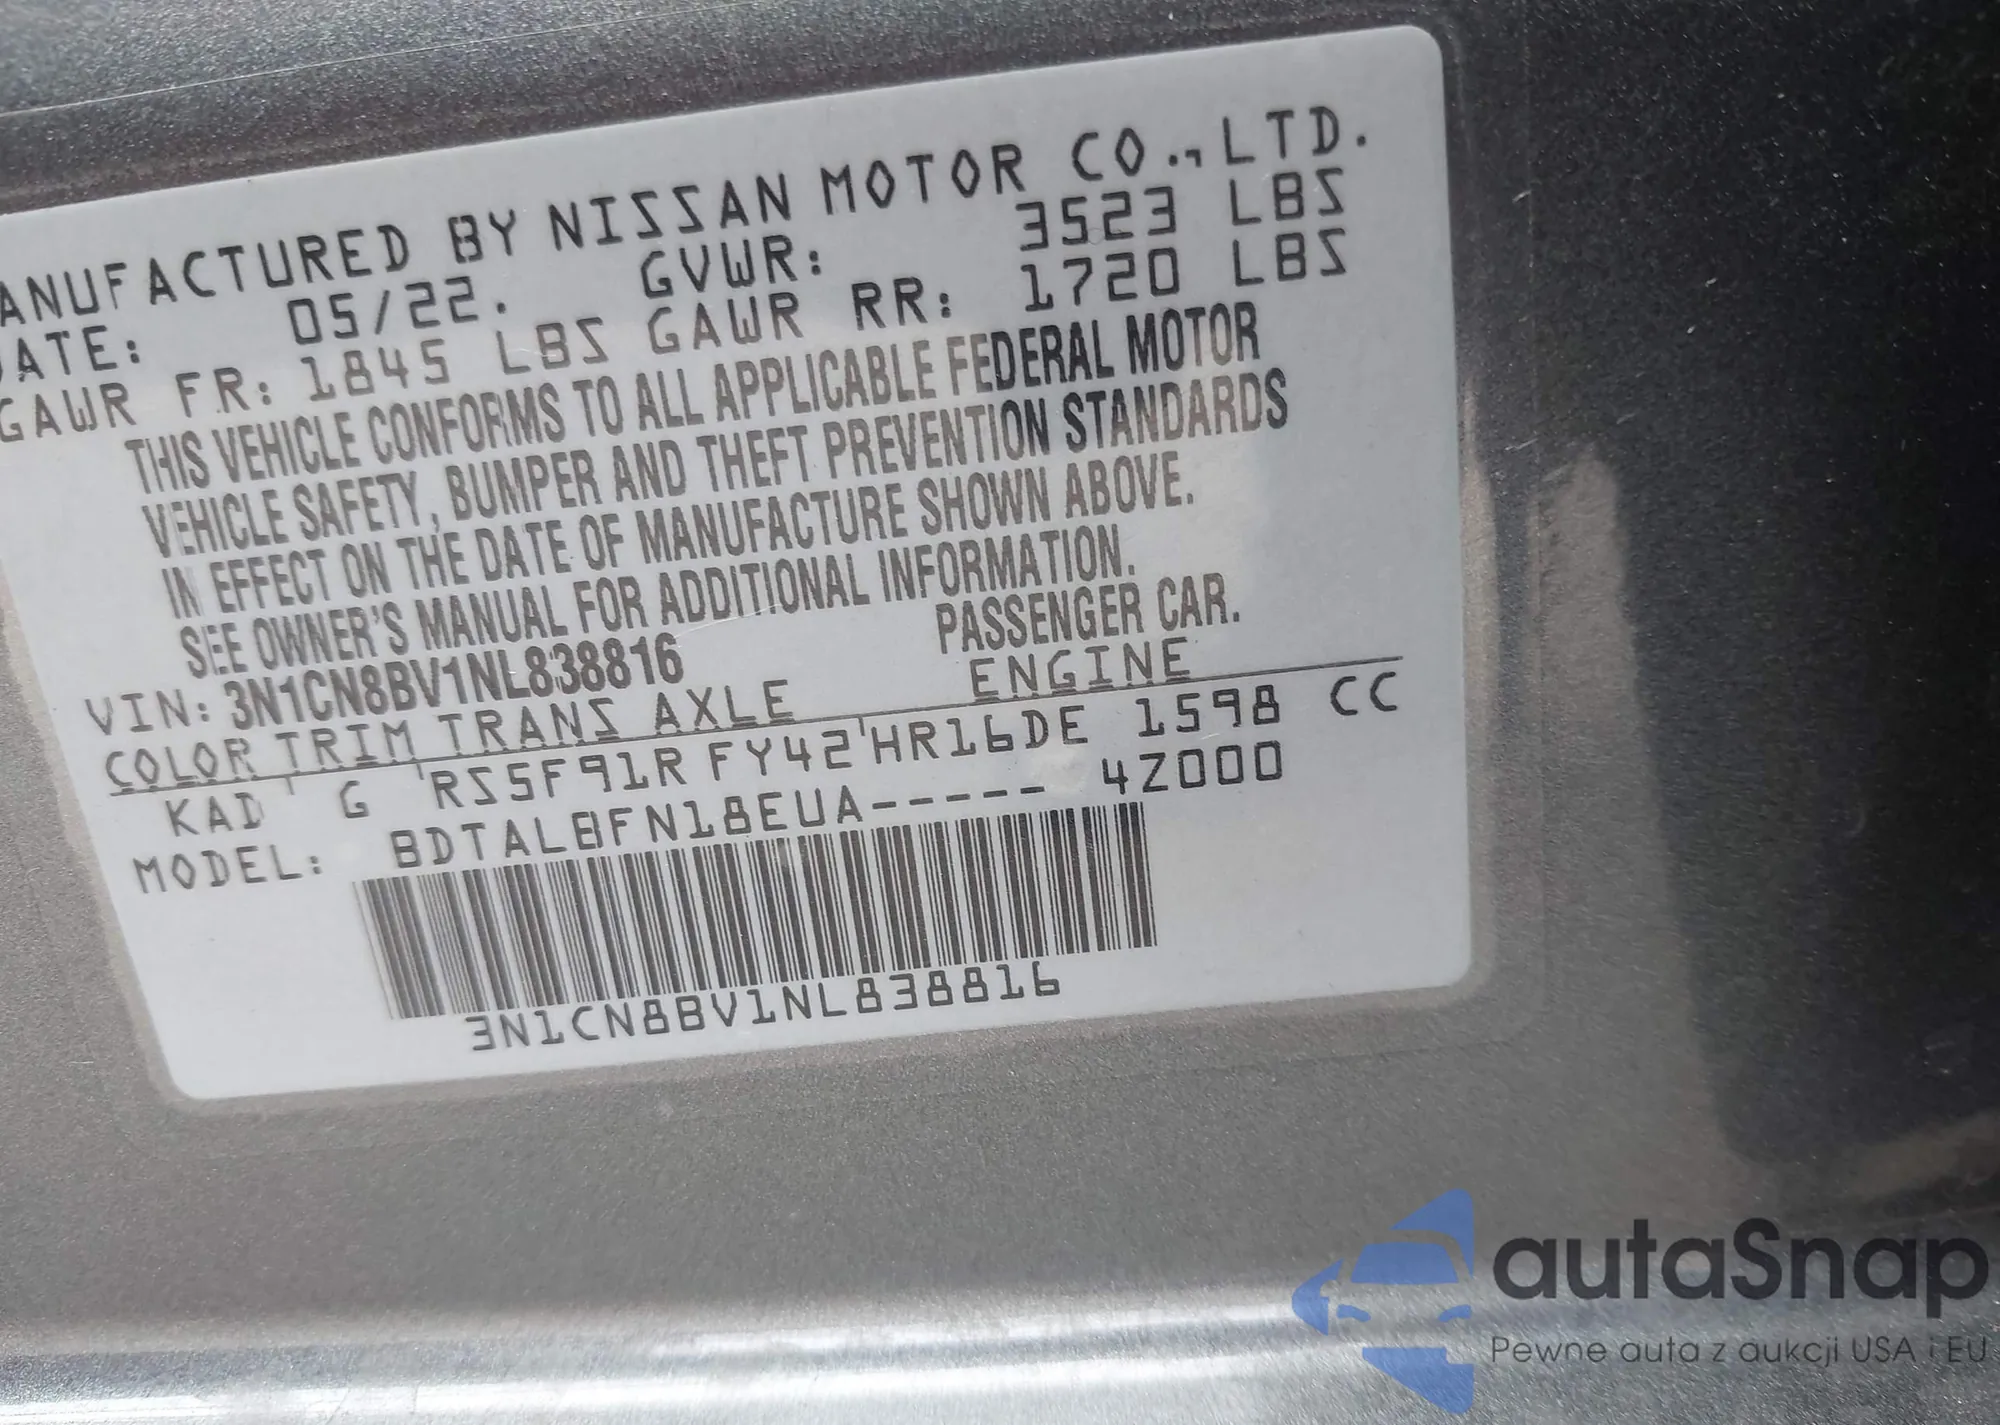 ANUFACTURED BY NISSAN MOTOR CO.,LTD.
DATE: 05/22. GVWR: 3523 LBS
GAWR FR: 1845 LBS GAWR RR: 1720 LBS
THIS VEHICLE CONFORMS TO ALL APPLICABLE FEDERAL MOTOR
VEHICLE SAFETY, BUMPER AND THEFT PREVENTION STANDARDS
IN EFFECT ON THE DATE OF MANUFACTURE SHOWN ABOVE.
SEE OWNER'S MANUAL FOR ADDITIONAL INFORMATION.
VIN: 3N1CN8BV1NL838816 PASSENGER CAR.
COLOR TRIM TRANS AXLE ENGINE
KAD G RS5F91R FY42 HR16DE 1598 CC
MODEL: BDTALBFN18EUA----- 4Z000
3N1CN8BV1NL838816
autaSnap
Pewne auta z aukcji USA i EU